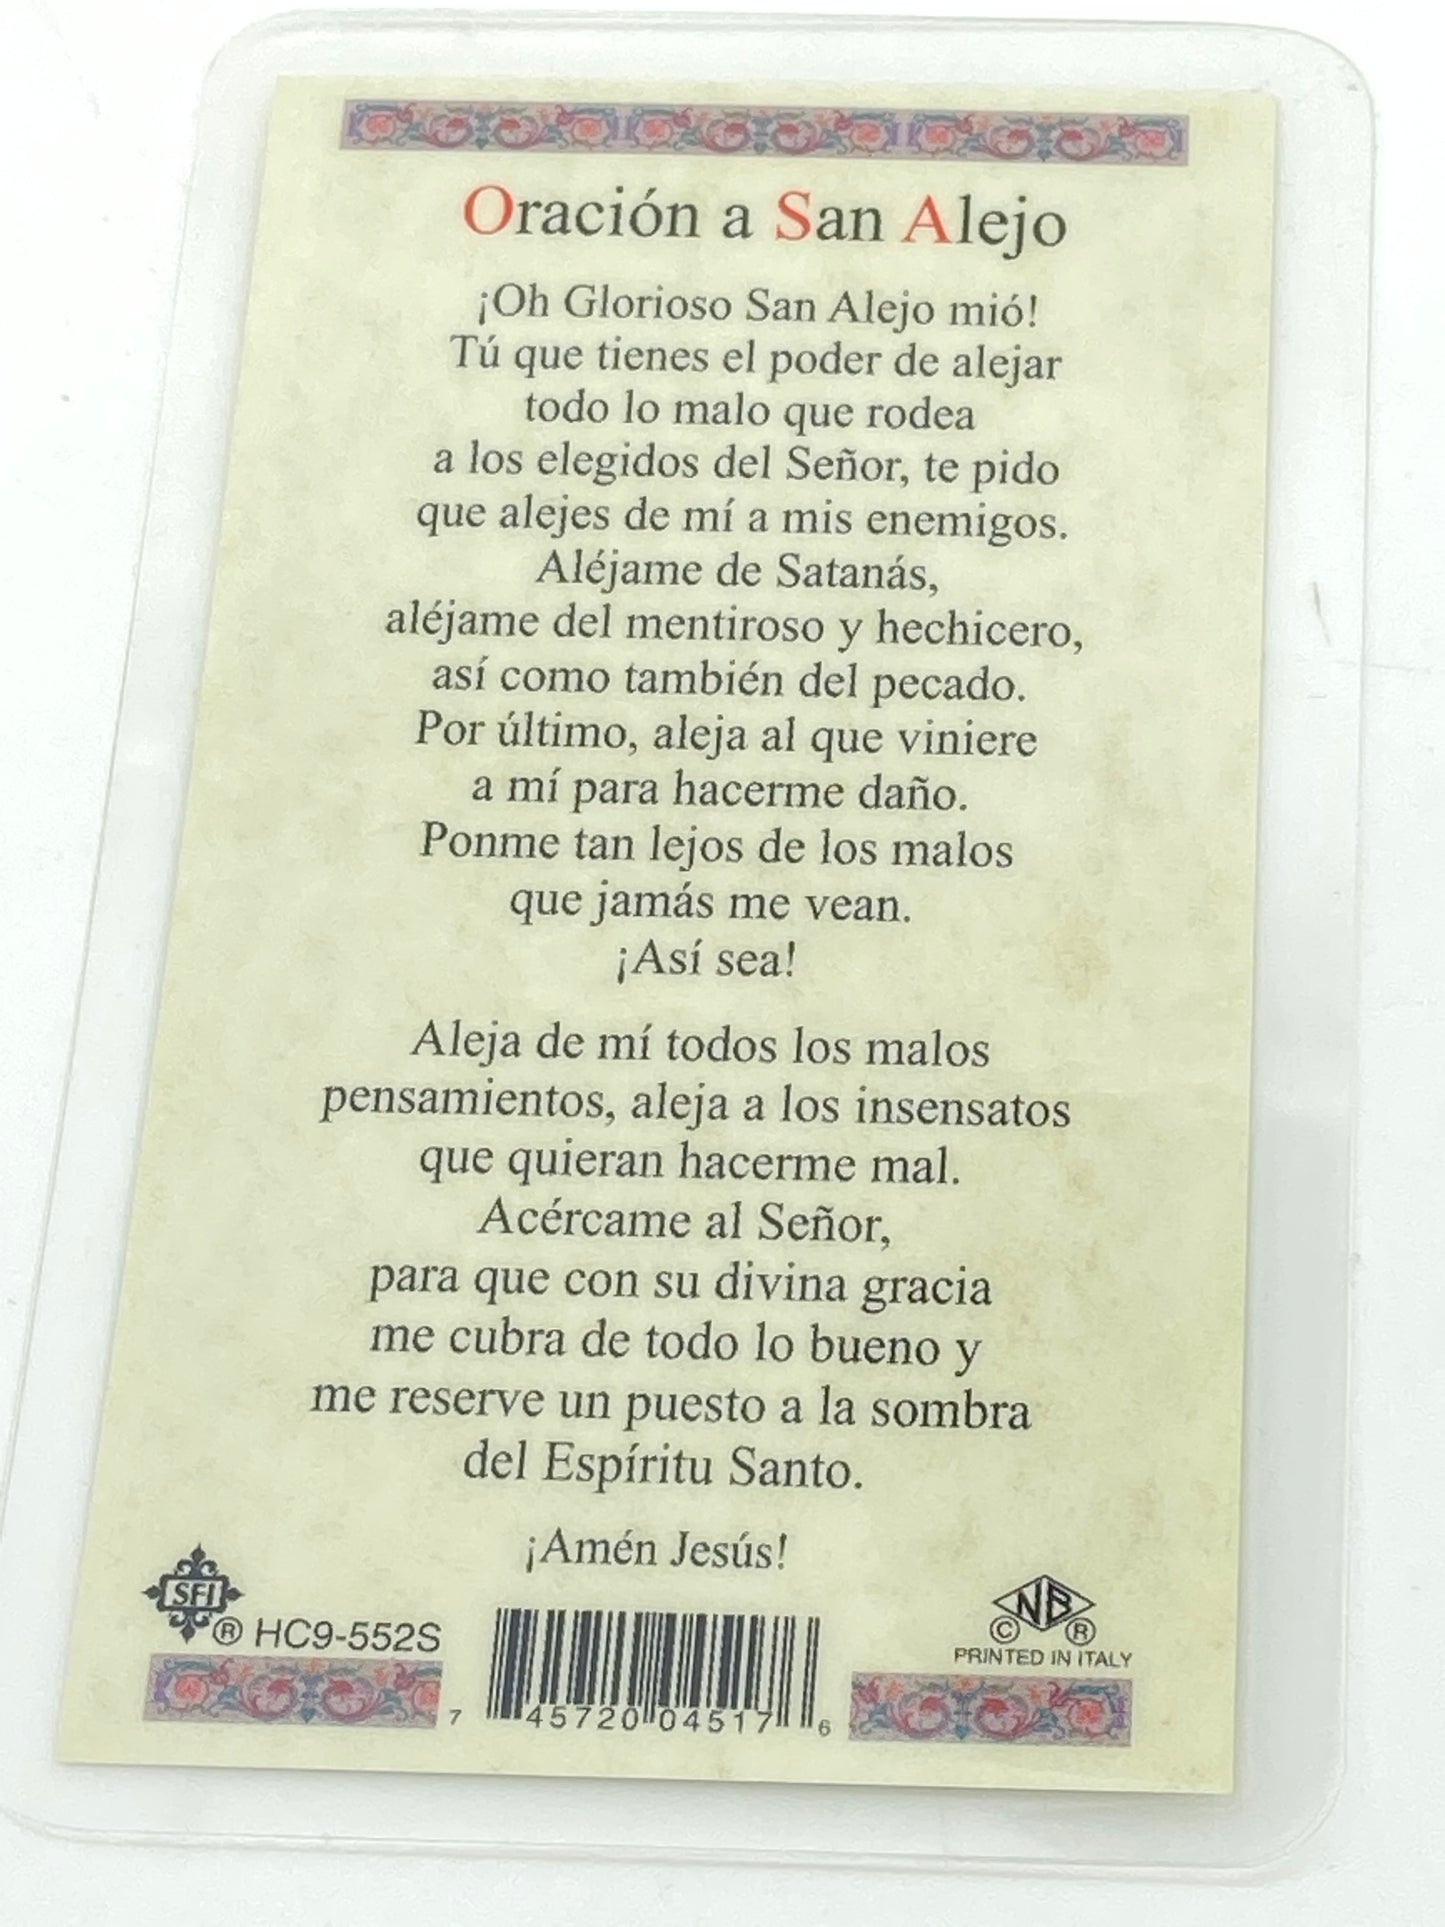 Oración a San Alejo
¡Oh Glorioso San Alejo mió!
Tú que tienes el poder de alejar
todo lo malo que rodea
a los elegidos del Señor, te pido
que alejes de mí a mis enemigos.
Aléjame de Satanás,
aléjame del mentiroso y hechicero,
así como también del pecado.
Por último, aleja al que viniere
a mí para hacerme daño.
Ponme tan lejos de los malos
que jamás me vean.
¡Así sea!
Aleja de mí todos los malos
pensamientos, aleja a los insensatos
que quieran hacerme mal.
Acércame al Señor,
para que con su divina gracia
me cubra de todo lo bueno y
me reserve un puesto a la sombra
del Espíritu Santo.
¡Amén Jesús!
SFI
® HC9-552S
7 45720 04517 6
NB
© ®
PRINTED IN ITALY